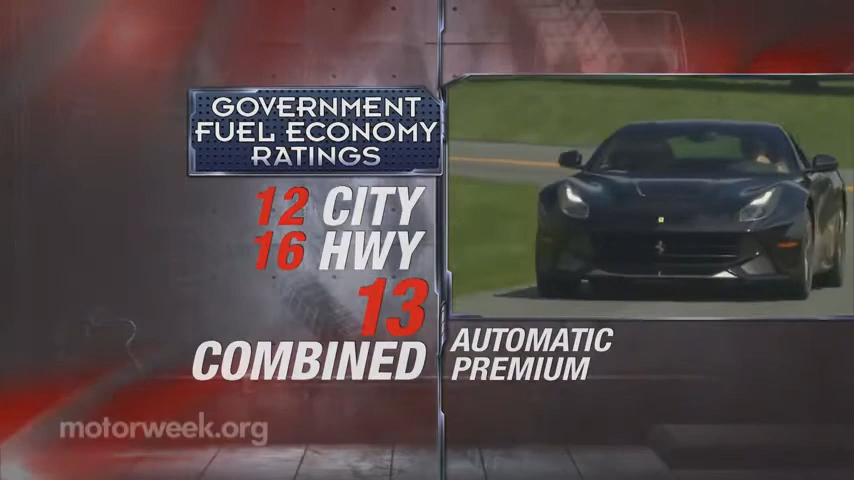 GOVERNMENT
FUEL ECONOMY
RATINGS
12 CITY
16 HWY
13
COMBINED
AUTOMATIC
PREMIUM
motorweek.org